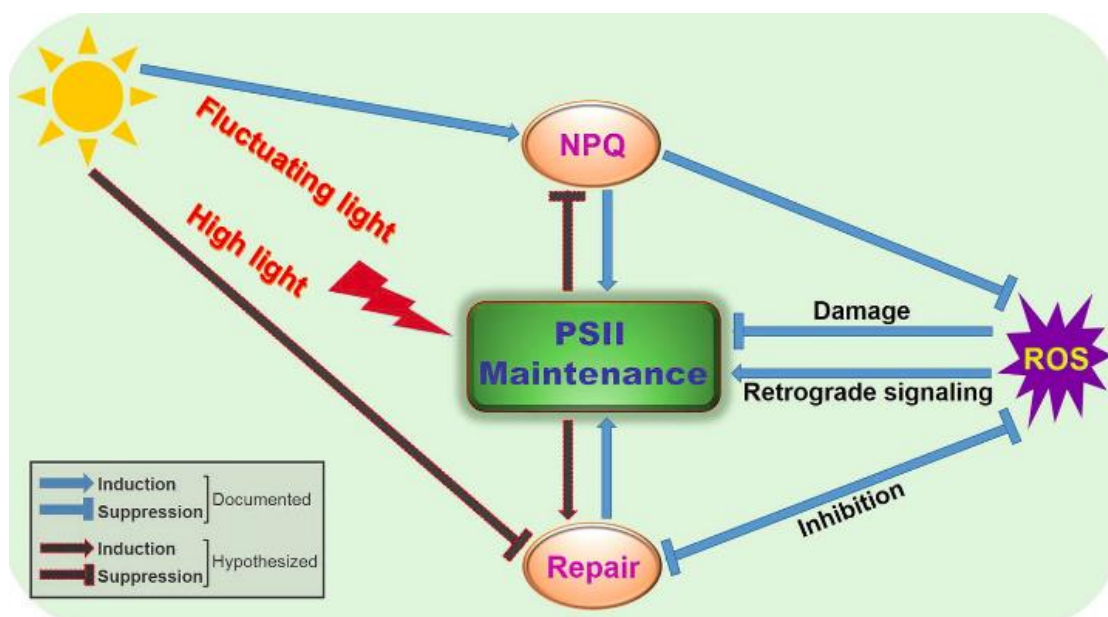 Fluctuating light
High light
NPQ
PSII
Maintenance
Damage
ROS
Retrograde signaling
Inhibition
Repair
Induction
Suppression
Documented
Induction
Suppression
Hypothesized